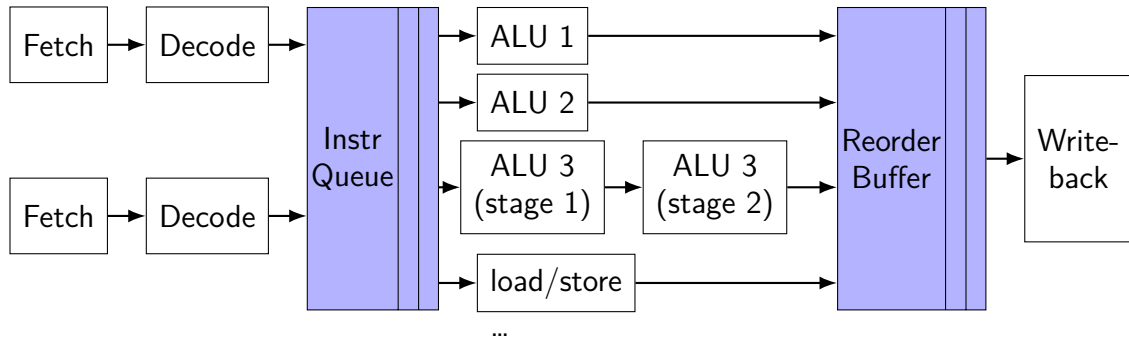 Fetch
Decode
Fetch
Decode
Instr
Queue
ALU 1
ALU 2
ALU 3
(stage 1)
ALU 3
(stage 2)
load/store
...
Reorder
Buffer
Write-
back